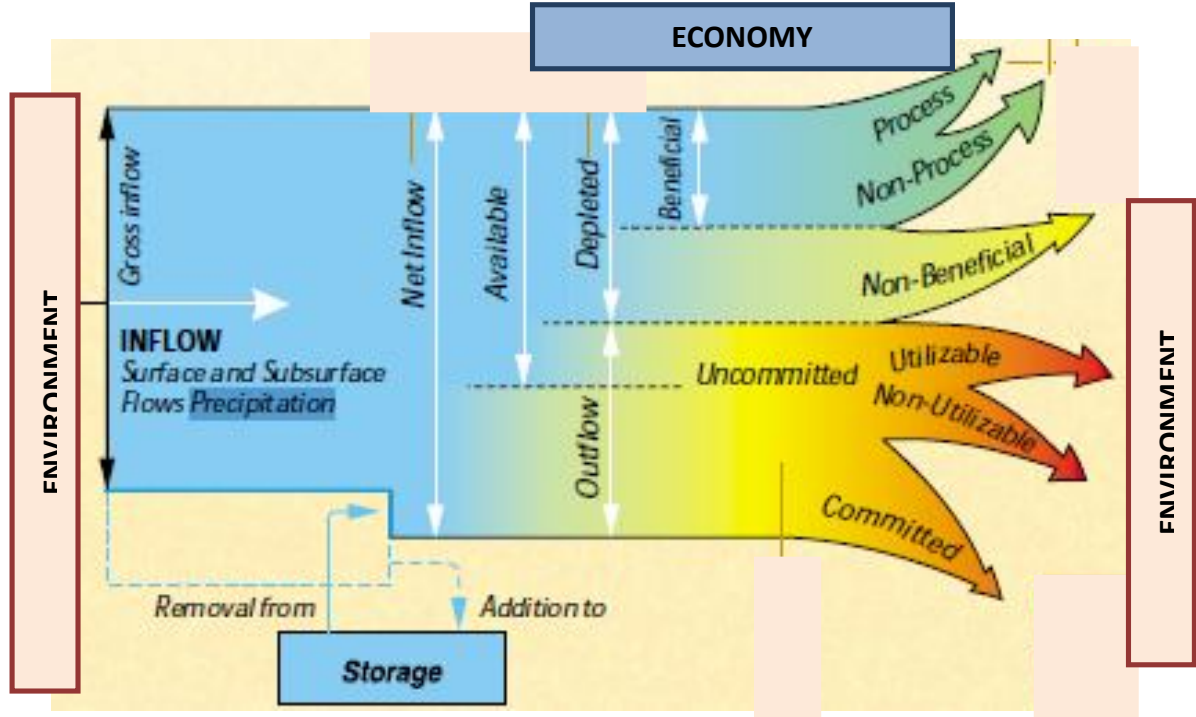 ECONOMY
ENVIRONMENT
Gross inflow
INFLOW
Surface and Subsurface
Flows Precipitation
Net Inflow
Available
Depleted
Beneficial
Outflow
Process
Non-Process
Non-Beneficial
Uncommitted
Utilizable
Non-Utilizable
Committed
Removal from
Addition to
Storage
ENVIRONMENT